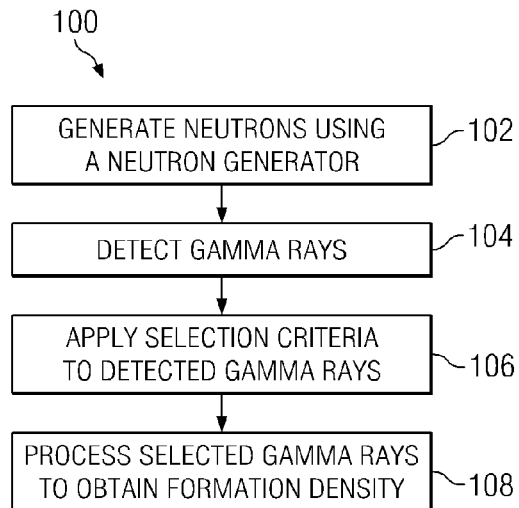 100
GENERATE NEUTRONS USING
A NEUTRON GENERATOR
102
DETECT GAMMA RAYS
104
APPLY SELECTION CRITERIA
TO DETECTED GAMMA RAYS
106
PROCESS SELECTED GAMMA RAYS
TO OBTAIN FORMATION DENSITY
108